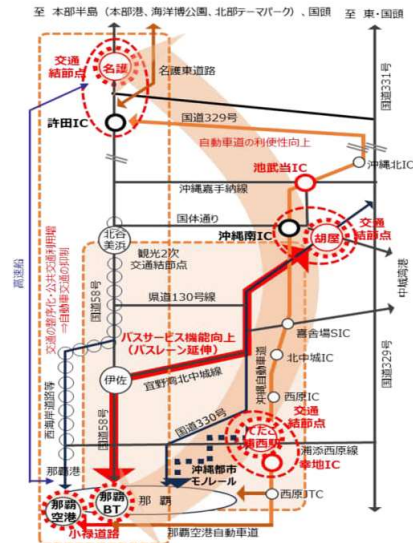 至 本部半島（本部港、海洋博公園、北部テーマパーク）、国頭
至 東・国頭
交通
結節点
名護
名護東道路
国道331号
許田IC
国道329号
自動車道の利便性向上
沖縄北IC
池武当IC
沖縄嘉手納線
国体通り
沖縄南IC
胡屋
交通
結節点
北谷
美浜
観光2次
交通結節点
高速船
交通の整序化・公共交通利用増
⇒自動車交通の抑制
国道58号
県道130号線
中城湾港
バスサービス機能向上
（バスレーン延伸）
喜舎場SIC
北中城IC
沖縄自動車道
国道329号
伊佐
宜野湾北中城線
西原IC
西海岸道路等
国道58号
国道330号
交通
結節点
てだこ
浦西駅
浦添西原線
幸地IC
那覇港
沖縄都市
モノレール
那覇
空港
那覇
BT
那 覇
西原JTC
小禄道路
那覇空港自動車道